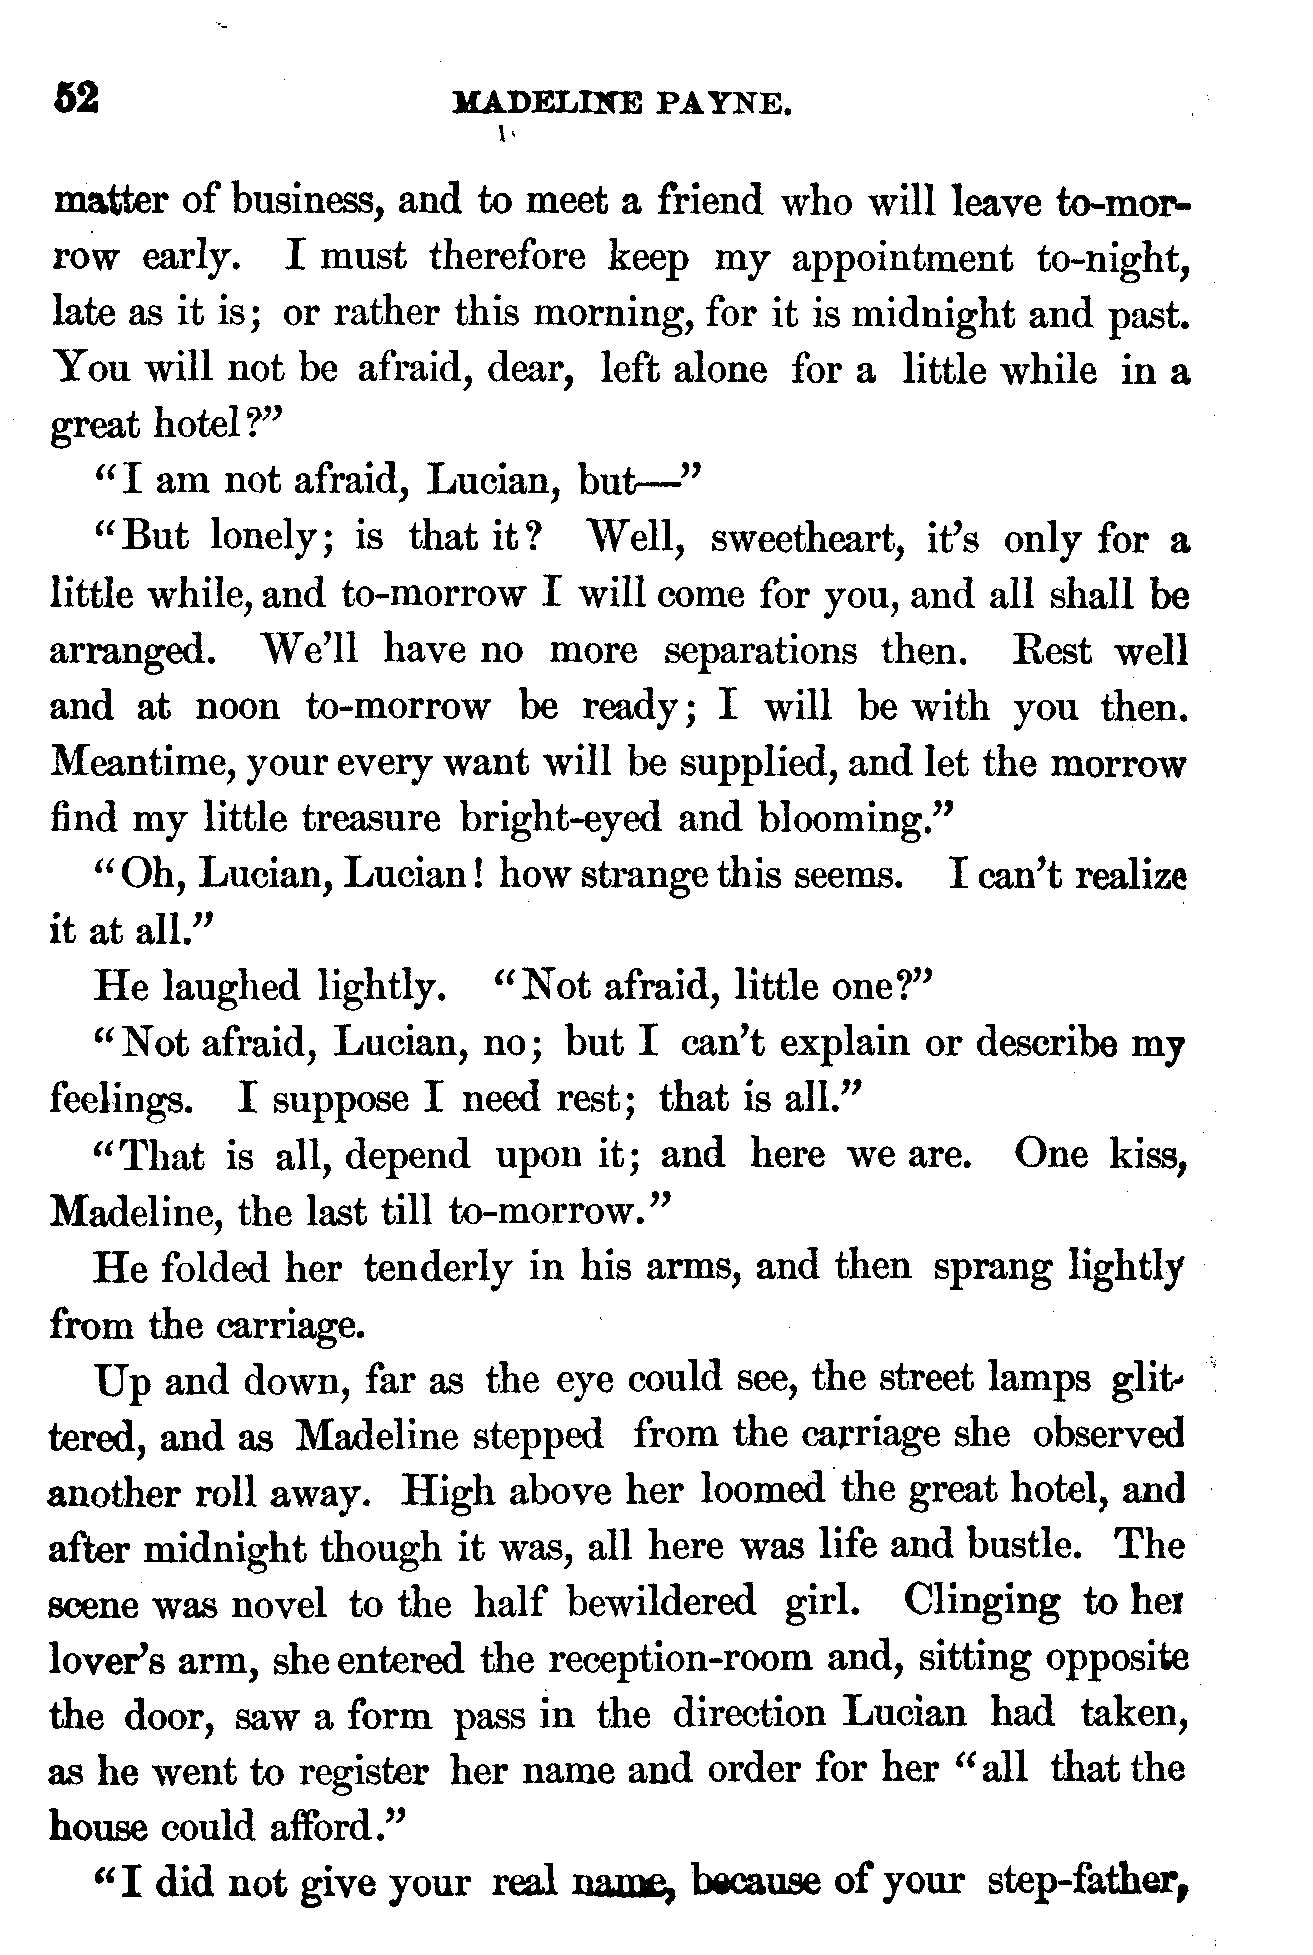 52 MADELINE PAYNE.
matter of business, and to meet a friend who will leave to-mor-
row early. I must therefore keep my appointment to-night,
late as it is; or rather this morning, for it is midnight and past.
You will not be afraid, dear, left alone for a little while in a
great hotel?”
“I am not afraid, Lucian, but—”
“But lonely; is that it? Well, sweetheart, it’s only for a
little while, and to-morrow I will come for you, and all shall be
arranged. We’ll have no more separations then. Rest well
and at noon to-morrow be ready; I will be with you then.
Meantime, your every want will be supplied, and let the morrow
find my little treasure bright-eyed and blooming.”
“Oh, Lucian, Lucian! how strange this seems. I can’t realize
it at all.”
He laughed lightly. “Not afraid, little one?”
“Not afraid, Lucian, no; but I can’t explain or describe my
feelings. I suppose I need rest; that is all.”
“That is all, depend upon it; and here we are. One kiss,
Madeline, the last till to-morrow.”
He folded her tenderly in his arms, and then sprang lightly
from the carriage.
Up and down, far as the eye could see, the street lamps glit-
tered, and as Madeline stepped from the carriage she observed
another roll away. High above her loomed the great hotel, and
after midnight though it was, all here was life and bustle. The
scene was novel to the half bewildered girl. Clinging to her
lover’s arm, she entered the reception-room and, sitting opposite
the door, saw a form pass in the direction Lucian had taken,
as he went to register her name and order for her “all that the
house could afford.”
“I did not give your real name, because of your step-father,